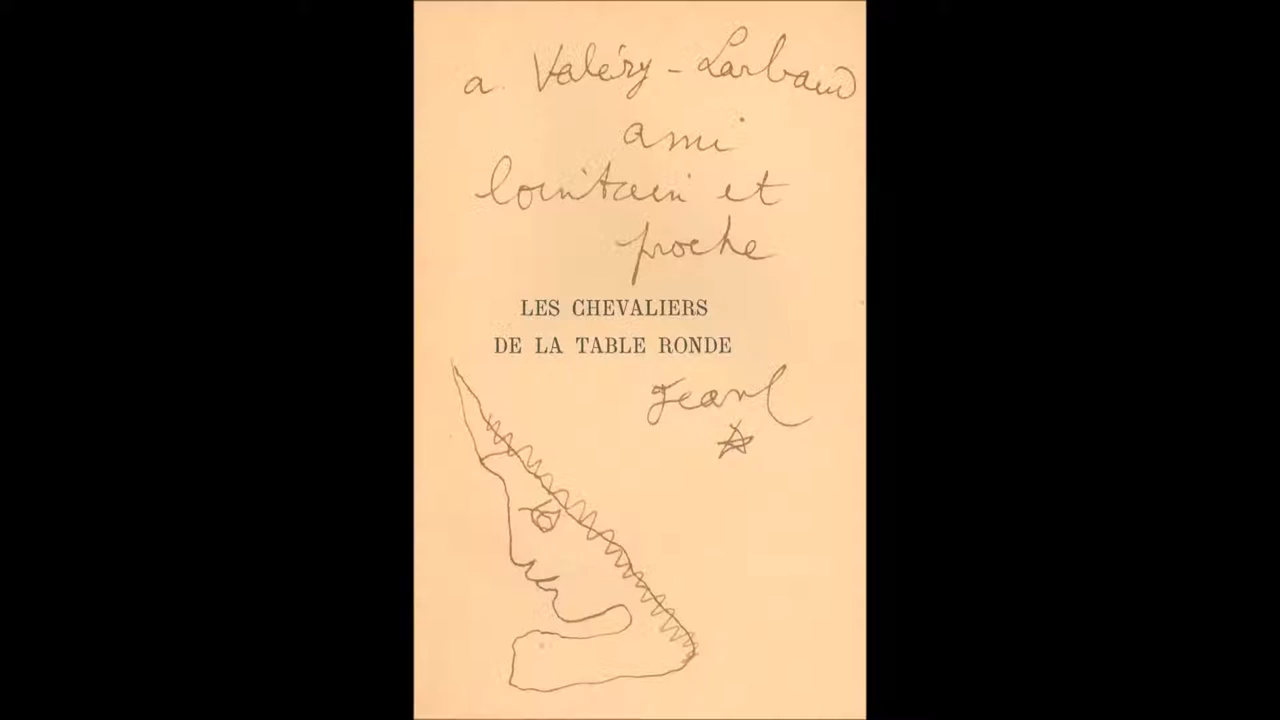 a Valéry - Larbaud
ami
lointain et
proche
LES CHEVALIERS
DE LA TABLE RONDE
Jean